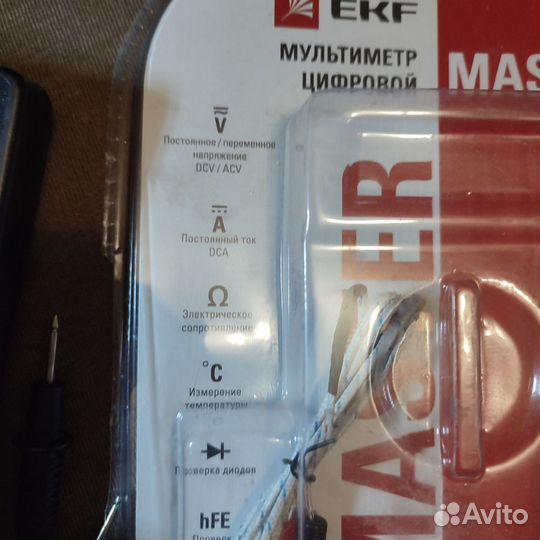 EKF
МУЛЬТИМЕТР
ЦИФРОВОЙ
MAS
V
Постоянное / переменное
напряжение
DCV / ACV
A
Постоянный ток
DCA
Ω
Электрическое
сопротивление
°C
Измерение
температуры
Проверка диодов
hFE
MASTER
Avito